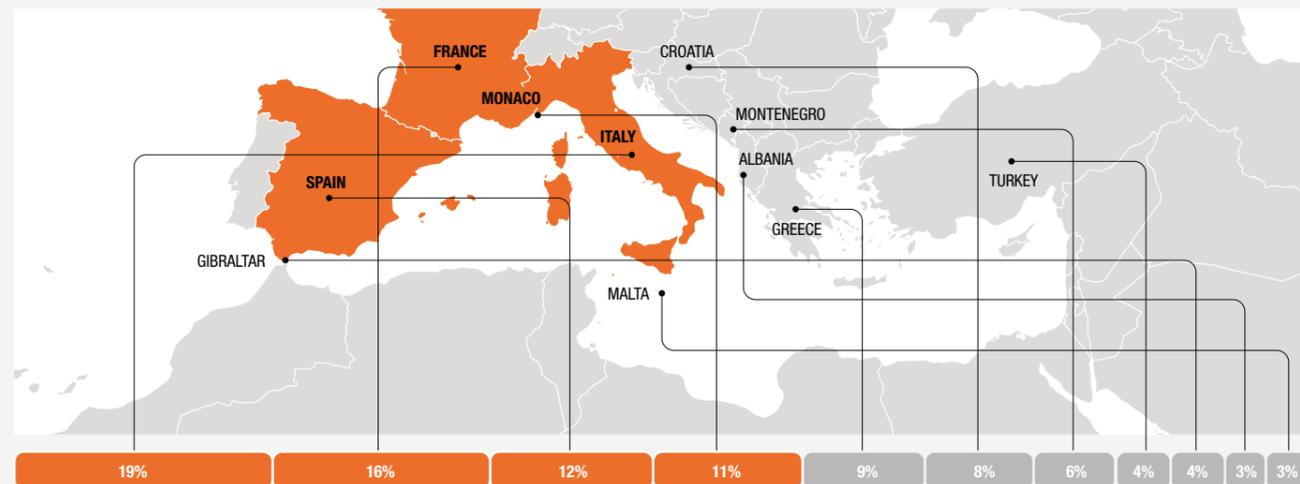 FRANCE
CROATIA
MONACO
MONTENEGRO
ITALY
ALBANIA
SPAIN
TURKEY
GREECE
GIBRALTAR
MALTA
19% 16% 12% 11% 9% 8% 6% 4% 4% 3% 3%